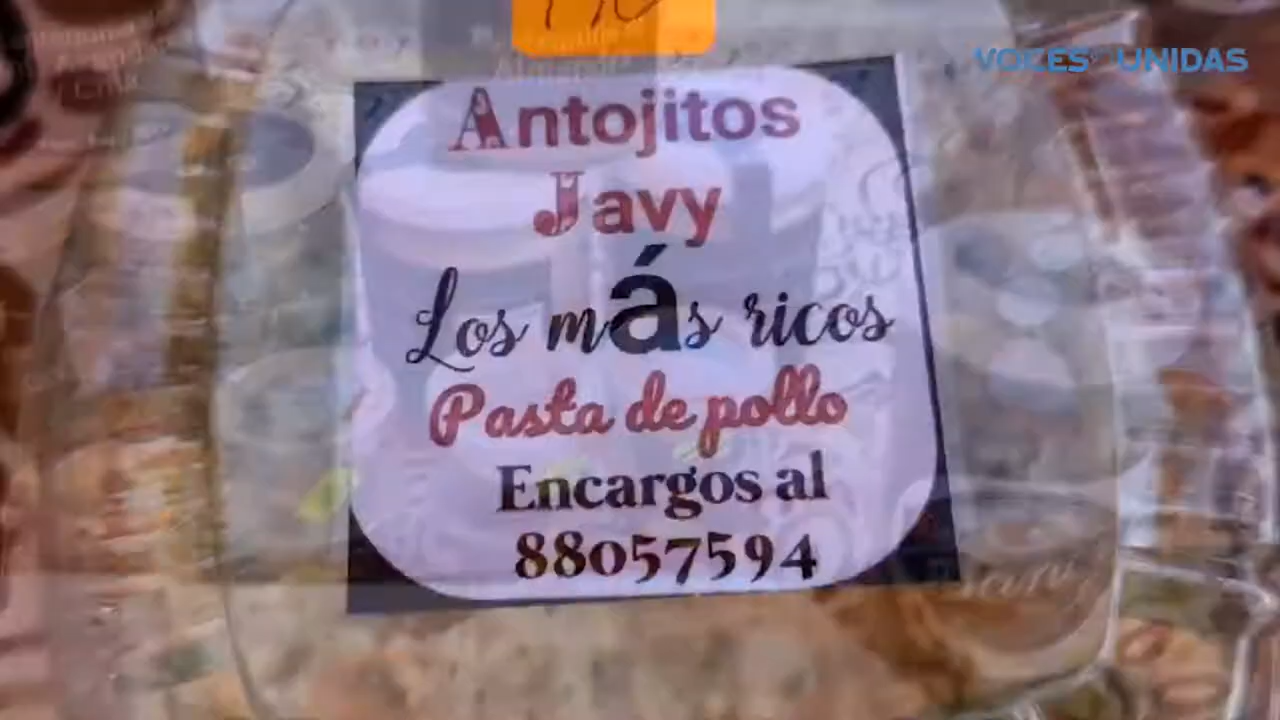 VOCES UNIDAS
Antojitos
Javy
Los más ricos
Pasta de pollo
Encargos al
88057594